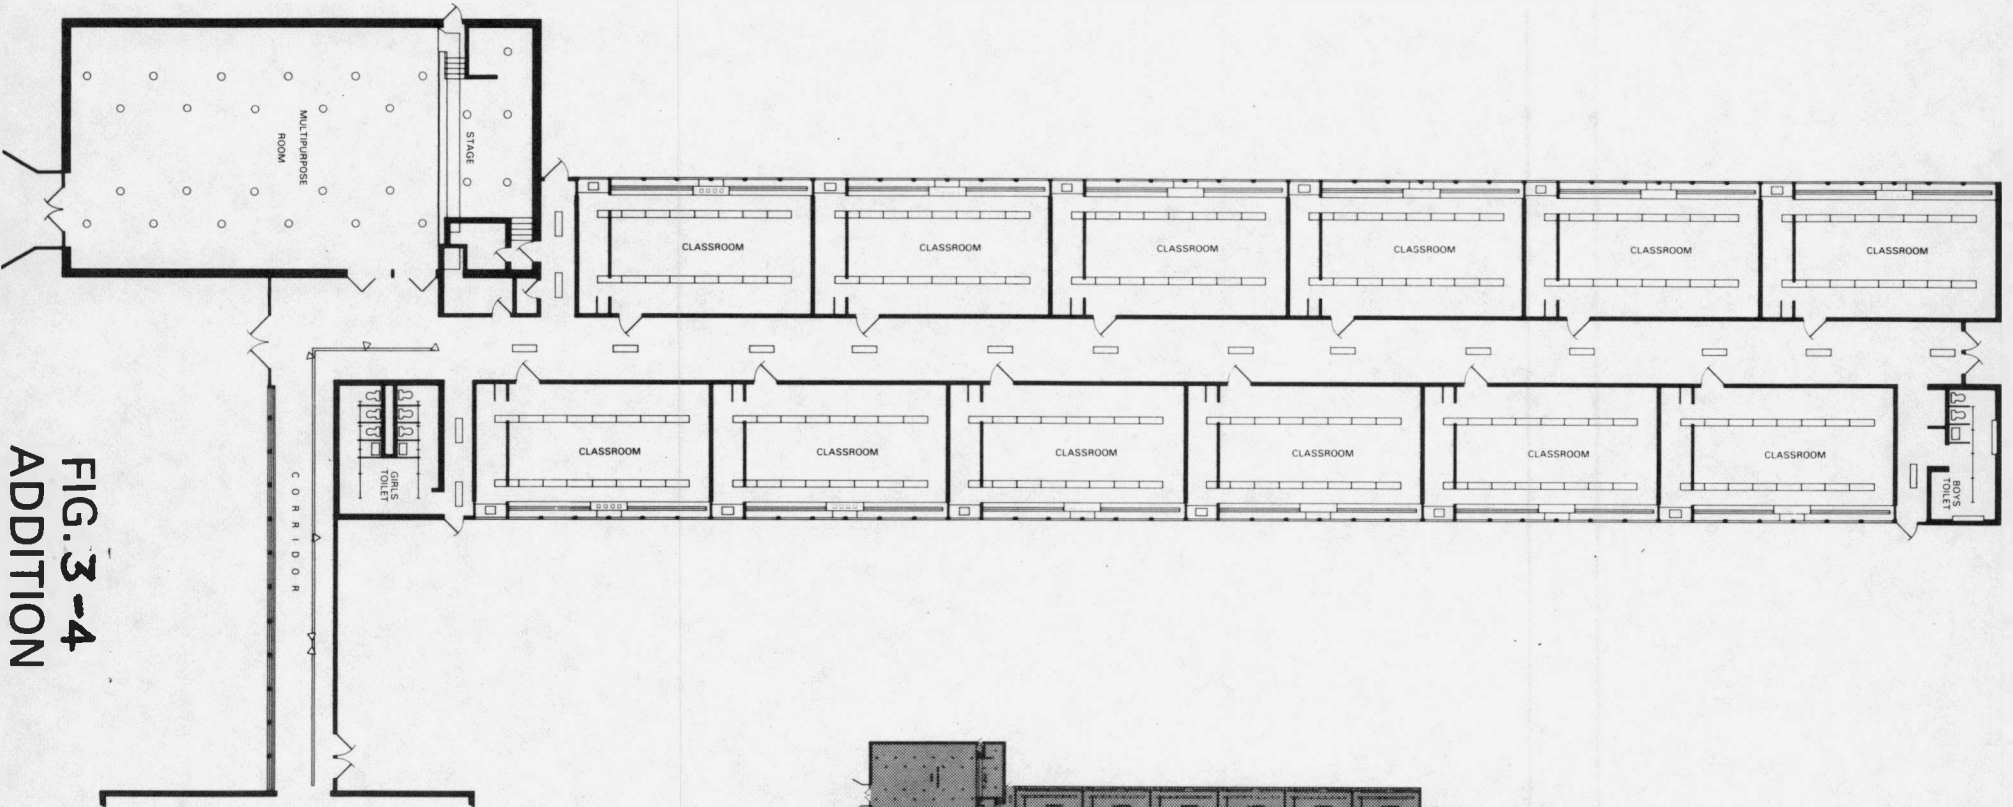 MULTIPURPOSE
ROOM
STAGE
CLASSROOM
CLASSROOM
CLASSROOM
CLASSROOM
CLASSROOM
CLASSROOM
CLASSROOM
CLASSROOM
CLASSROOM
CLASSROOM
CLASSROOM
CLASSROOM
GIRLS
TOILET
BOYS
TOILET
CORRIDOR
FIG.3-4
ADDITION